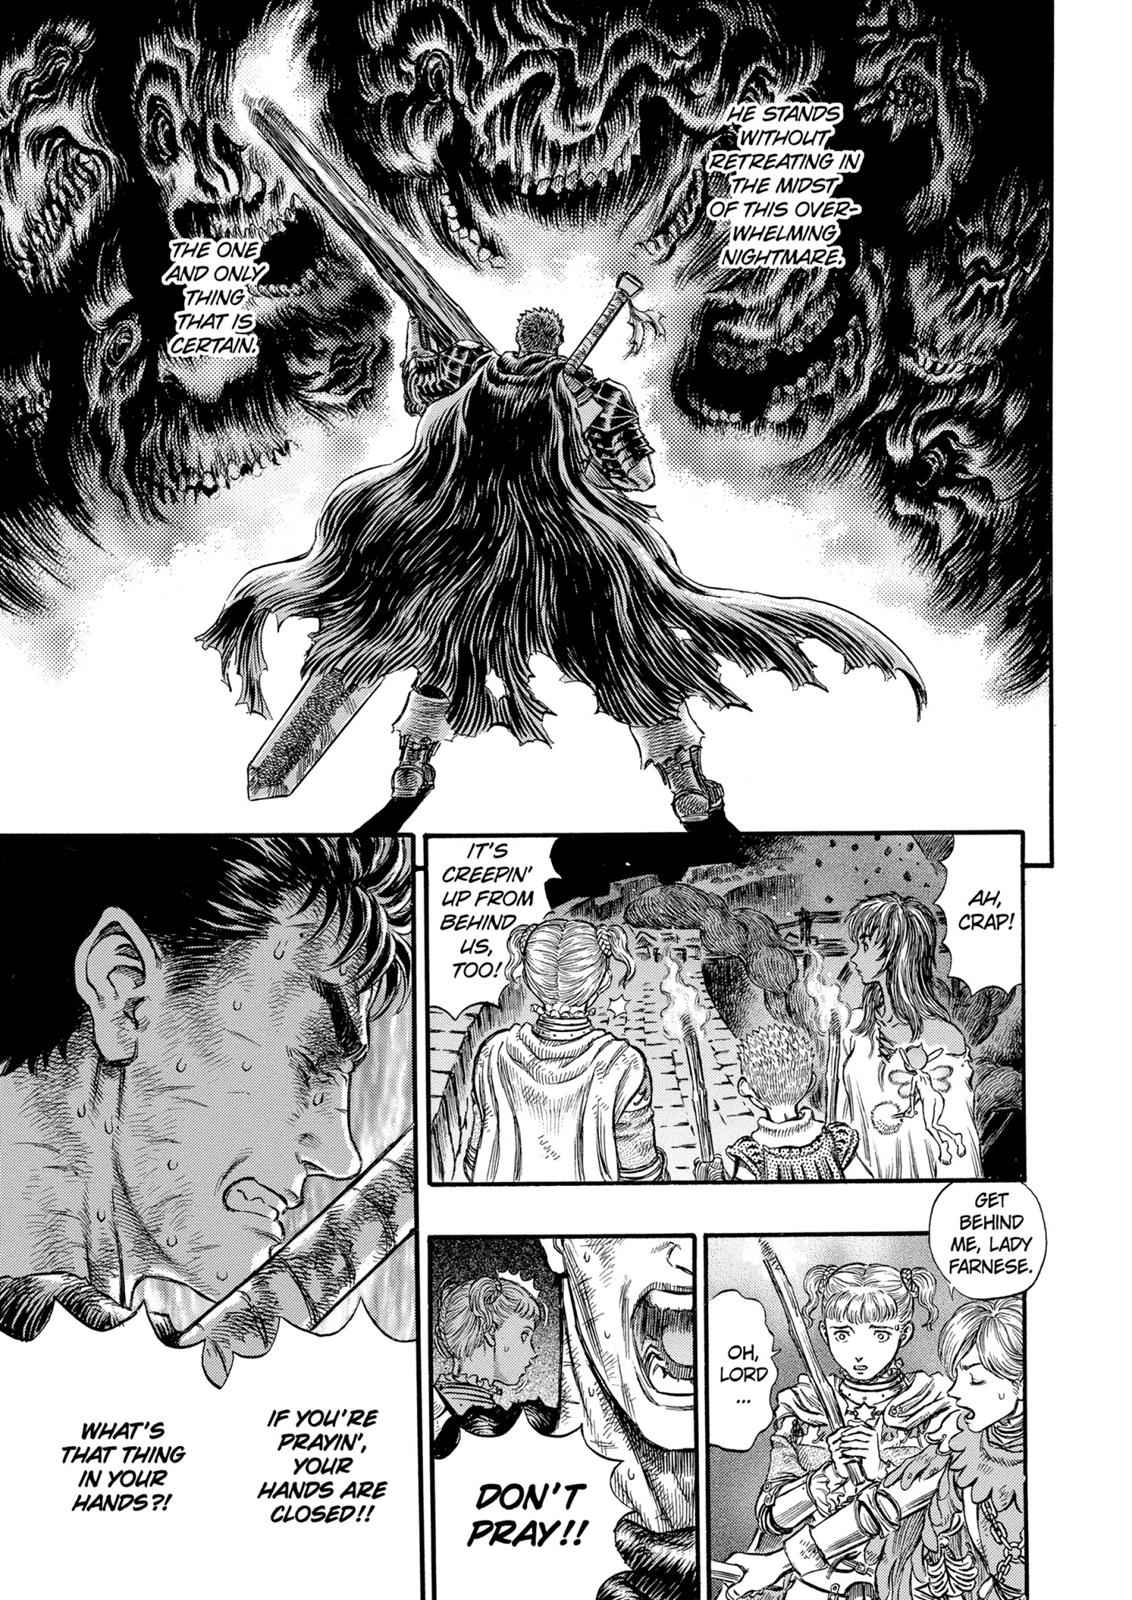 HE STANDS
WITHOUT
RETREATING IN
THE MIDST
OF THIS OVER-
WHELMING
NIGHTMARE.
THE ONE
AND ONLY
THING
THAT IS
CERTAIN.
AH,
CRAP!
IT'S
CREEPIN'
UP FROM
BEHIND
US,
TOO!
GET
BEHIND
ME, LADY
FARNESE.
OH,
LORD
...
DON'T
PRAY!!
IF YOU'RE
PRAYIN',
YOUR
HANDS ARE
CLOSED!!
WHAT'S
THAT THING
IN YOUR
HANDS?!